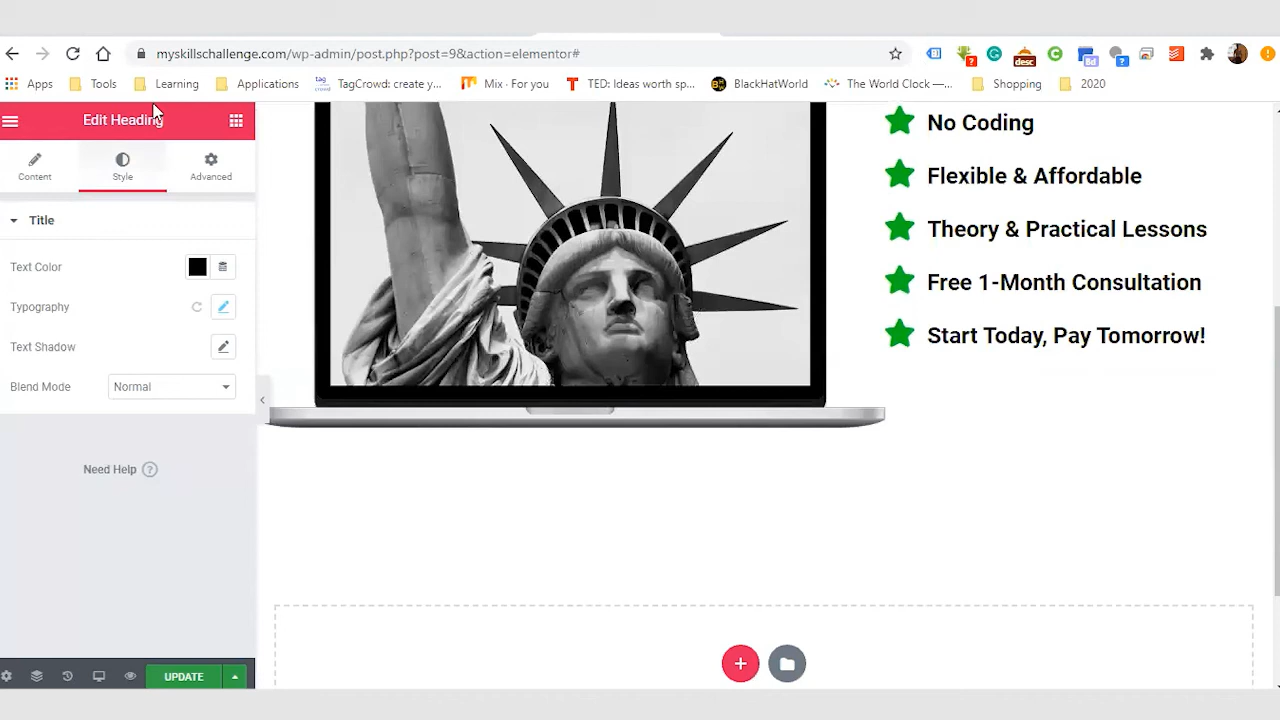 myskillschallenge.com/wp-admin/post.php?post=9&action=elementor#
Apps Tools Learning Applications TagCrowd: create y... Mix · For you TED: Ideas worth sp... BlackHatWorld The World Clock —... Shopping 2020
desc
Edit Heading
Content Style Advanced
Title
Text Color
Typography
Text Shadow
Blend Mode Normal
Need Help ?
UPDATE
No Coding
Flexible & Affordable
Theory & Practical Lessons
Free 1-Month Consultation
Start Today, Pay Tomorrow!